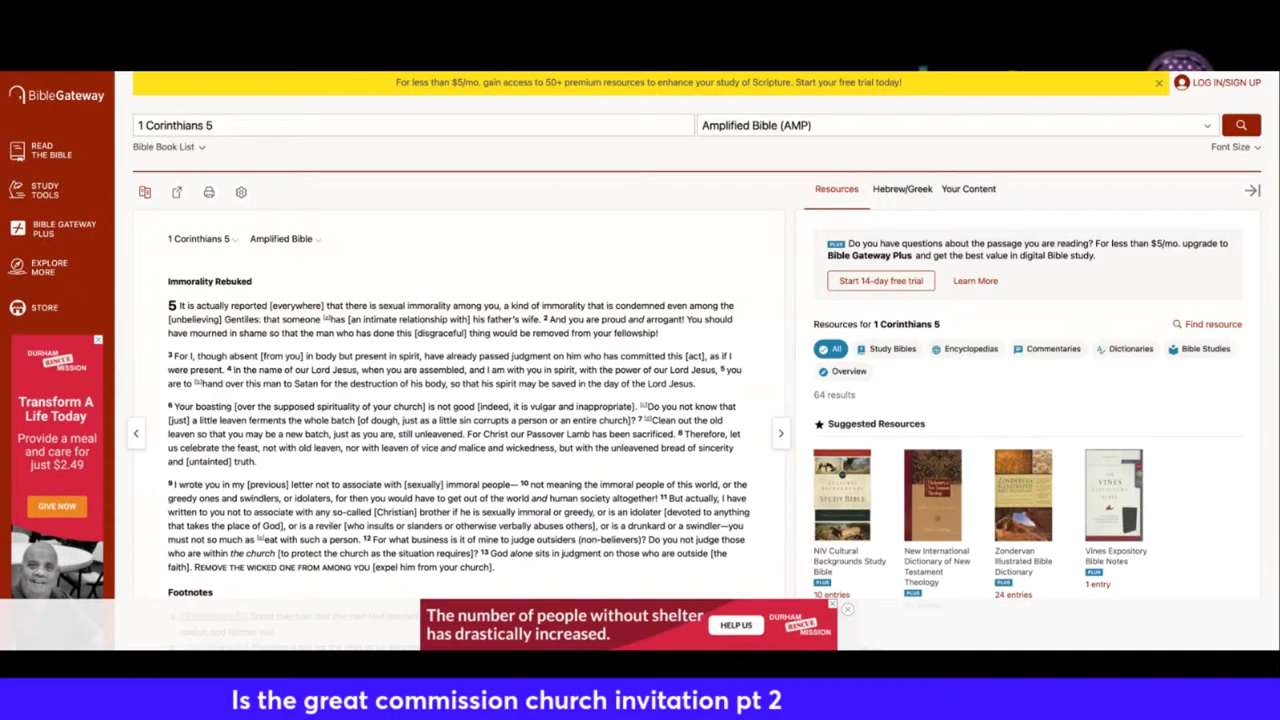 For less than $5/mo. gain access to 50+ premium resources to enhance your study of Scripture. Start your free trial today!
LOG IN/SIGN UP
BibleGateway
1 Corinthians 5
Amplified Bible (AMP)
Bible Book List
Font Size
READ
THE BIBLE
STUDY
TOOLS
BIBLE GATEWAY
PLUS
EXPLORE
MORE
STORE
Resources
Hebrew/Greek
Your Content
1 Corinthians 5
Amplified Bible
Immorality Rebuked
5 It is actually reported [everywhere] that there is sexual immorality among you, a kind of immorality that is condemned even among the
[unbelieving] Gentiles: that someone [a]has [an intimate relationship with] his father's wife. 2 And you are proud and arrogant! You should
have mourned in shame so that the man who has done this [disgraceful] thing would be removed from your fellowship!
3 For I, though absent [from you] in body but present in spirit, have already passed judgment on him who has committed this [act], as if I
were present. 4 In the name of our Lord Jesus, when you are assembled, and I am with you in spirit, with the power of our Lord Jesus, 5 you
are to [b]hand over this man to Satan for the destruction of his body, so that his spirit may be saved in the day of the Lord Jesus.
6 Your boasting [over the supposed spirituality of your church] is not good [indeed, it is vulgar and inappropriate]. [c]Do you not know that
[just] a little leaven ferments the whole batch [of dough, just as a little sin corrupts a person or an entire church]? 7 [d]Clean out the old
leaven so that you may be a new batch, just as you are, still unleavened. For Christ our Passover Lamb has been sacrificed. 8 Therefore, let
us celebrate the feast, not with old leaven, nor with leaven of vice and malice and wickedness, but with the unleavened bread of sincerity
and [untainted] truth.
9 I wrote you in my [previous] letter not to associate with [sexually] immoral people— 10 not meaning the immoral people of this world, or the
greedy ones and swindlers, or idolaters, for then you would have to get out of the world and human society altogether! 11 But actually, I have
written to you not to associate with any so-called [Christian] brother if he is sexually immoral or greedy, or is an idolater [devoted to anything
that takes the place of God], or is a reviler [who insults or slanders or otherwise verbally abuses others], or is a drunkard or a swindler—you
must not so much as [e]eat with such a person. 12 For what business is it of mine to judge outsiders (non-believers)? Do you not judge those
who are within the church [to protect the church as the situation requires]? 13 God alone sits in judgment on those who are outside [the
faith]. REMOVE THE WICKED ONE FROM AMONG YOU [expel him from your church].
Footnotes
PLUS Do you have questions about the passage you are reading? For less than $5/mo. upgrade to
Bible Gateway Plus and get the best value in digital Bible study.
Start 14-day free trial
Learn More
Resources for 1 Corinthians 5
Find resource
All
Study Bibles
Encyclopedias
Commentaries
Dictionaries
Bible Studies
Overview
64 results
Suggested Resources
NIV Cultural
Backgrounds Study
Bible
PLUS
10 entries
New International
Dictionary of New
Testament
Theology
PLUS
Zondervan
Illustrated Bible
Dictionary
PLUS
24 entries
Vines Expository
Bible Notes
PLUS
1 entry
DURHAM
RESCUE
MISSION
Transform A
Life Today
Provide a meal
and care for
just $2.49
GIVE NOW
The number of people without shelter
has drastically increased.
HELP US
DURHAM
RESCUE
MISSION
Is the great commission church invitation pt 2